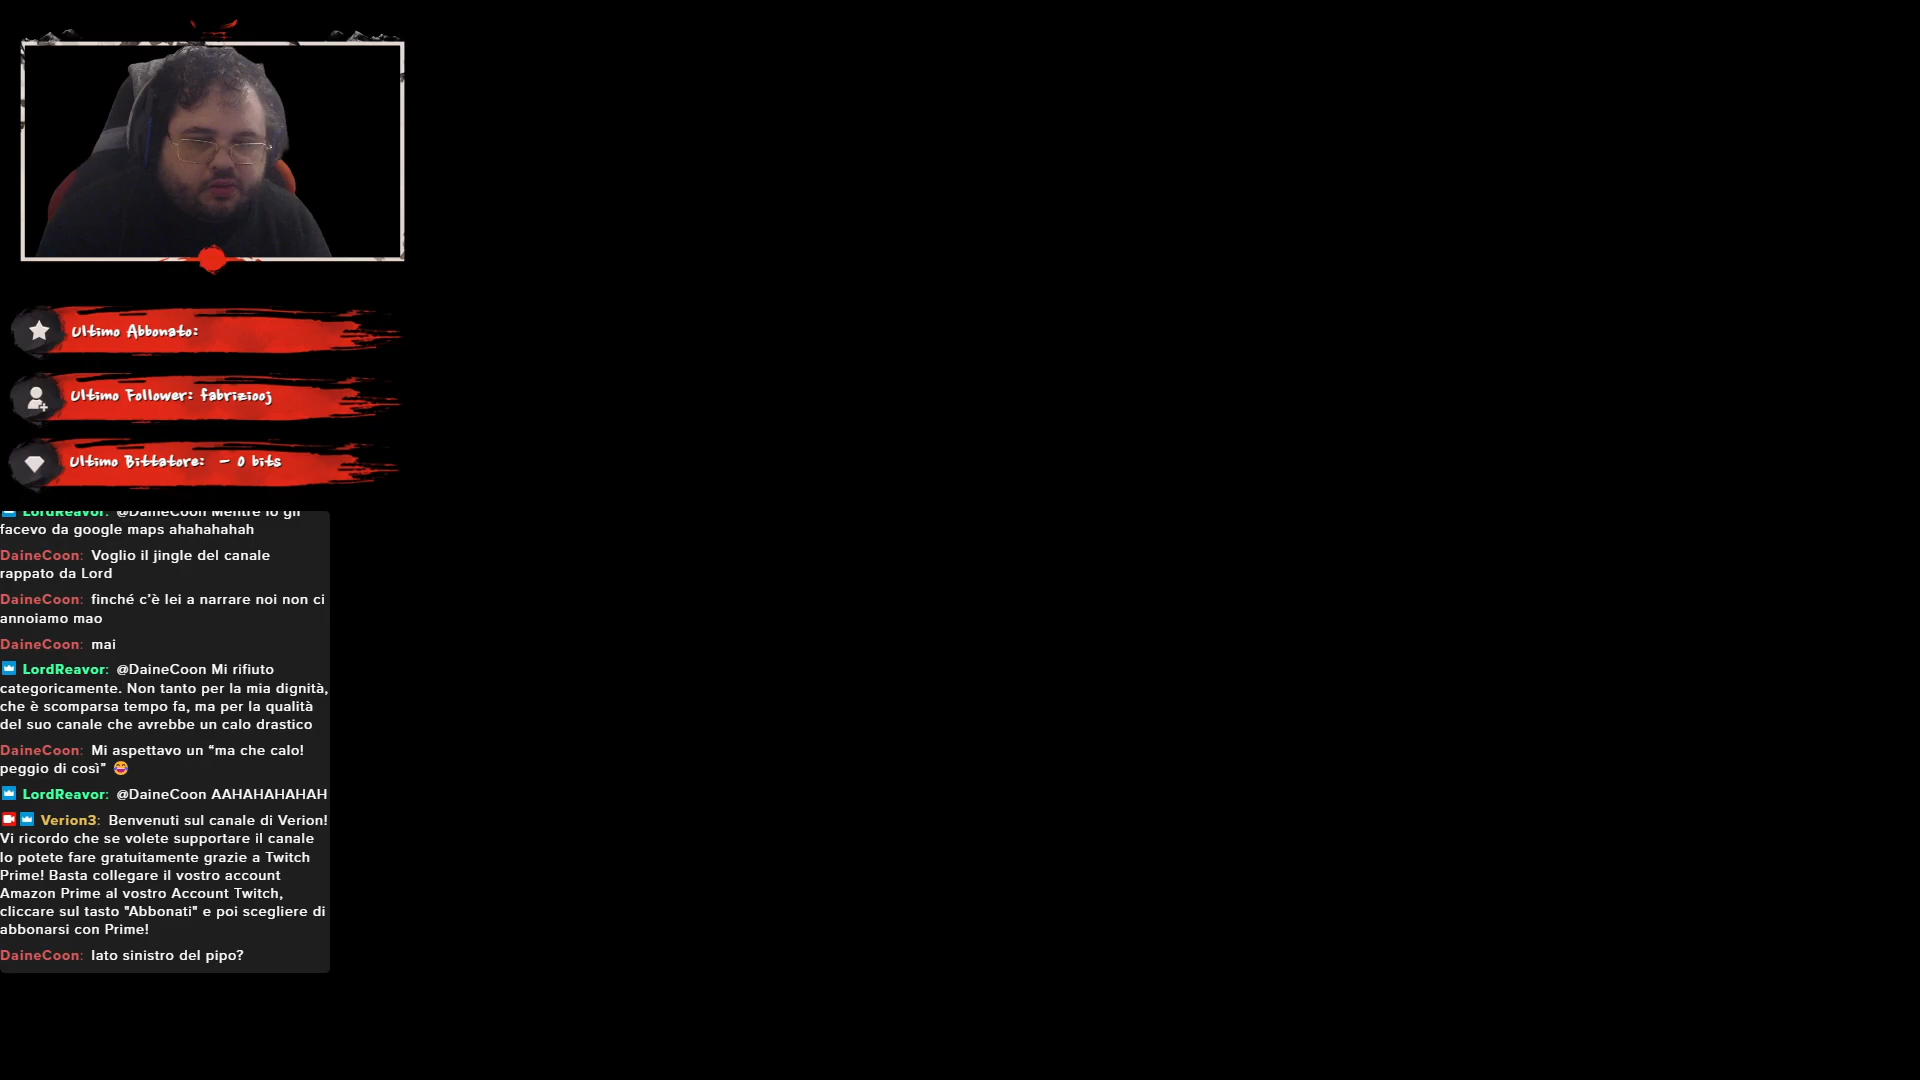 Ultimo Abbonato:
Ultimo Follower: fabriziooj
Ultimo Bittatore: - 0 bits
LordReavor: @DaineCoon Mentre io gli
facevo da google maps ahahahahah
DaineCoon: Voglio il jingle del canale
rappato da Lord
DaineCoon: finché c’è lei a narrare noi non ci
annoiamo mao
DaineCoon: mai
LordReavor: @DaineCoon Mi rifiuto
categoricamente. Non tanto per la mia dignità,
che è scomparsa tempo fa, ma per la qualità
del suo canale che avrebbe un calo drastico
DaineCoon: Mi aspettavo un “ma che calo!
peggio di così” 😂
LordReavor: @DaineCoon AAHAHAHAHAH
Verion3: Benvenuti sul canale di Verion!
Vi ricordo che se volete supportare il canale
lo potete fare gratuitamente grazie a Twitch
Prime! Basta collegare il vostro account
Amazon Prime al vostro Account Twitch,
cliccare sul tasto "Abbonati" e poi scegliere di
abbonarsi con Prime!
DaineCoon: lato sinistro del pipo?